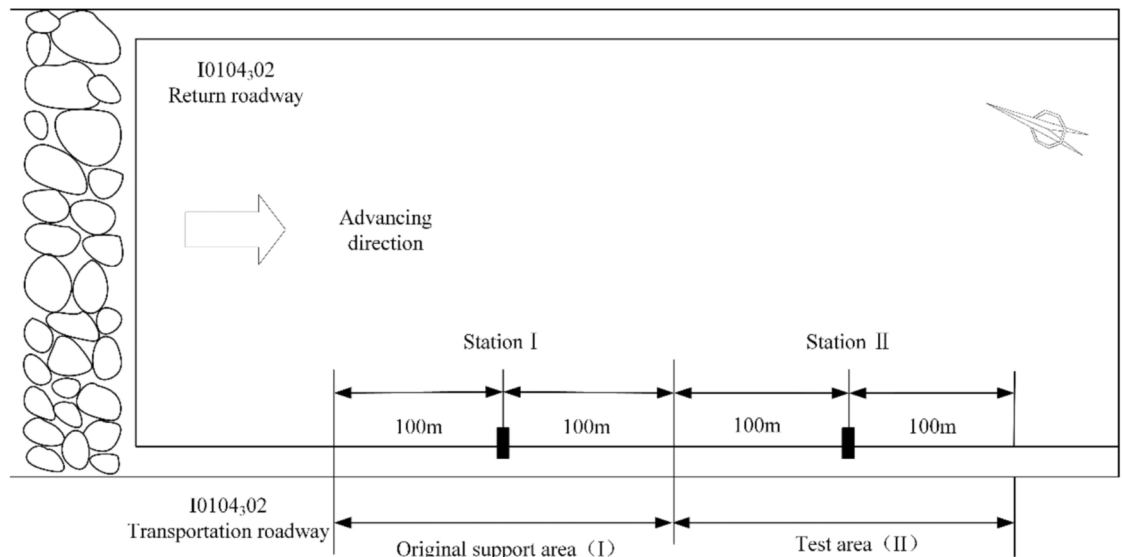 I0104₃02
Return roadway
Advancing
direction
Station Ⅰ
Station Ⅱ
100m
100m
100m
100m
I0104₃02
Transportation roadway
Original support area（Ⅰ）
Test area（Ⅱ）